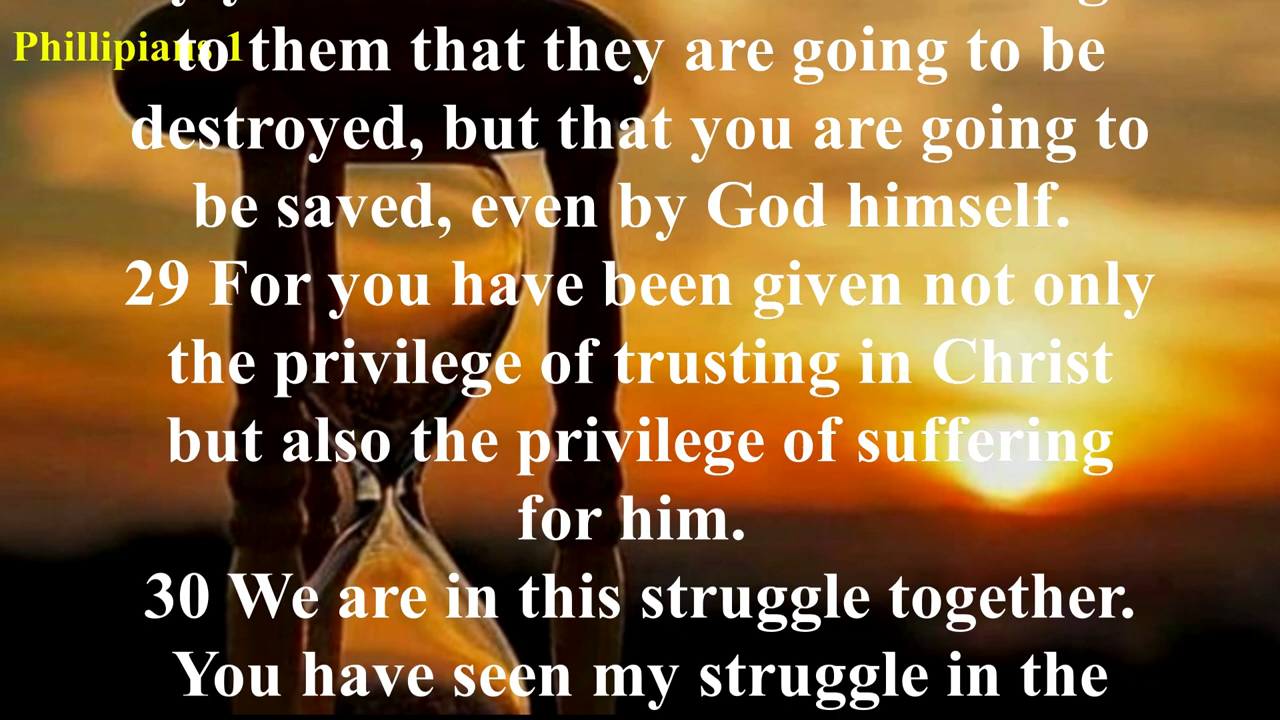 Phillipians 1
to them that they are going to be
destroyed, but that you are going to
be saved, even by God himself.
29 For you have been given not only
the privilege of trusting in Christ
but also the privilege of suffering
for him.
30 We are in this struggle together.
You have seen my struggle in the